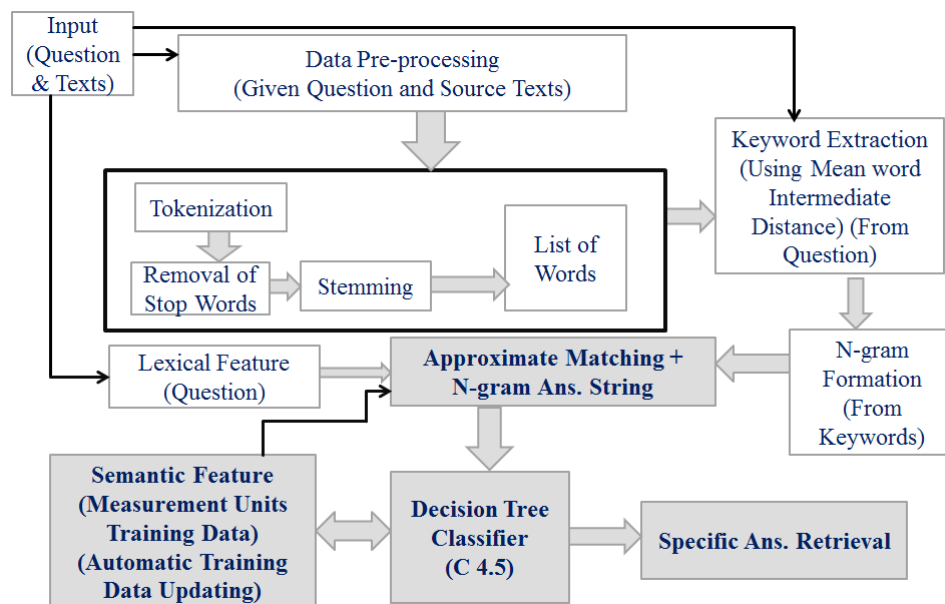 Input
(Question
& Texts)
Data Pre-processing
(Given Question and Source Texts)
Keyword Extraction
(Using Mean word
Intermediate
Distance) (From
Question)
Tokenization
Removal of
Stop Words
Stemming
List of
Words
Lexical Feature
(Question)
Approximate Matching +
N-gram Ans. String
N-gram
Formation
(From
Keywords)
Semantic Feature
(Measurement Units
Training Data)
(Automatic Training
Data Updating)
Decision Tree
Classifier
(C 4.5)
Specific Ans. Retrieval